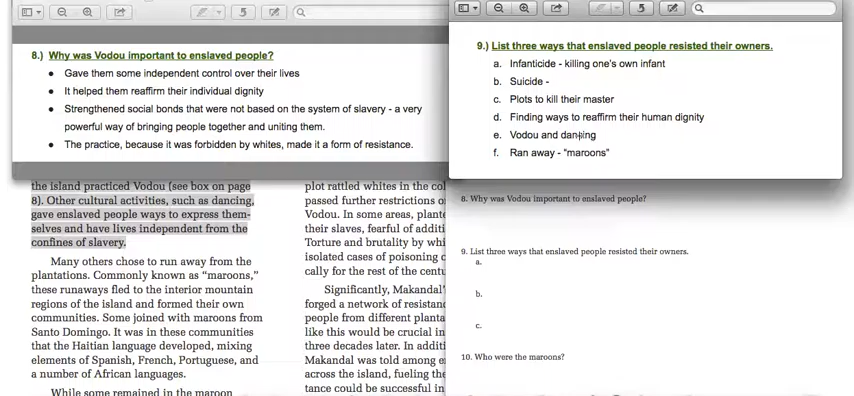 8.) Why was Vodou important to enslaved people?
● Gave them some independent control over their lives
● It helped them reaffirm their individual dignity
● Strengthened social bonds that were not based on the system of slavery - a very
powerful way of bringing people together and uniting them.
● The practice, because it was forbidden by whites, made it a form of resistance.
9.) List three ways that enslaved people resisted their owners.
a. Infanticide - killing one's own infant
b. Suicide -
c. Plots to kill their master
d. Finding ways to reaffirm their human dignity
e. Vodou and dancing
f. Ran away - "maroons"
the island practiced Vodou (see box on page
8). Other cultural activities, such as dancing,
gave enslaved people ways to express them-
selves and have lives independent from the
confines of slavery.
Many others chose to run away from the
plantations. Commonly known as “maroons,”
these runaways fled to the interior mountain
regions of the island and formed their own
communities. Some joined with maroons from
Santo Domingo. It was in these communities
that the Haitian language developed, mixing
elements of Spanish, French, Portuguese, and
a number of African languages.
While some remained in the maroon
plot rattled whites in the col
passed further restrictions o
Vodou. In some areas, plante
their slaves, fearful of additi
Torture and brutality by whi
isolated cases of poisoning c
cally for the rest of the centu
Significantly, Makandal'
forged a network of resistan
people from different planta
like this would be crucial in
three decades later. In additi
Makandal was told among e
across the island, fueling the
tance could be successful in
8. Why was Vodou important to enslaved people?
9. List three ways that enslaved people resisted their owners.
a.
b.
c.
10. Who were the maroons?